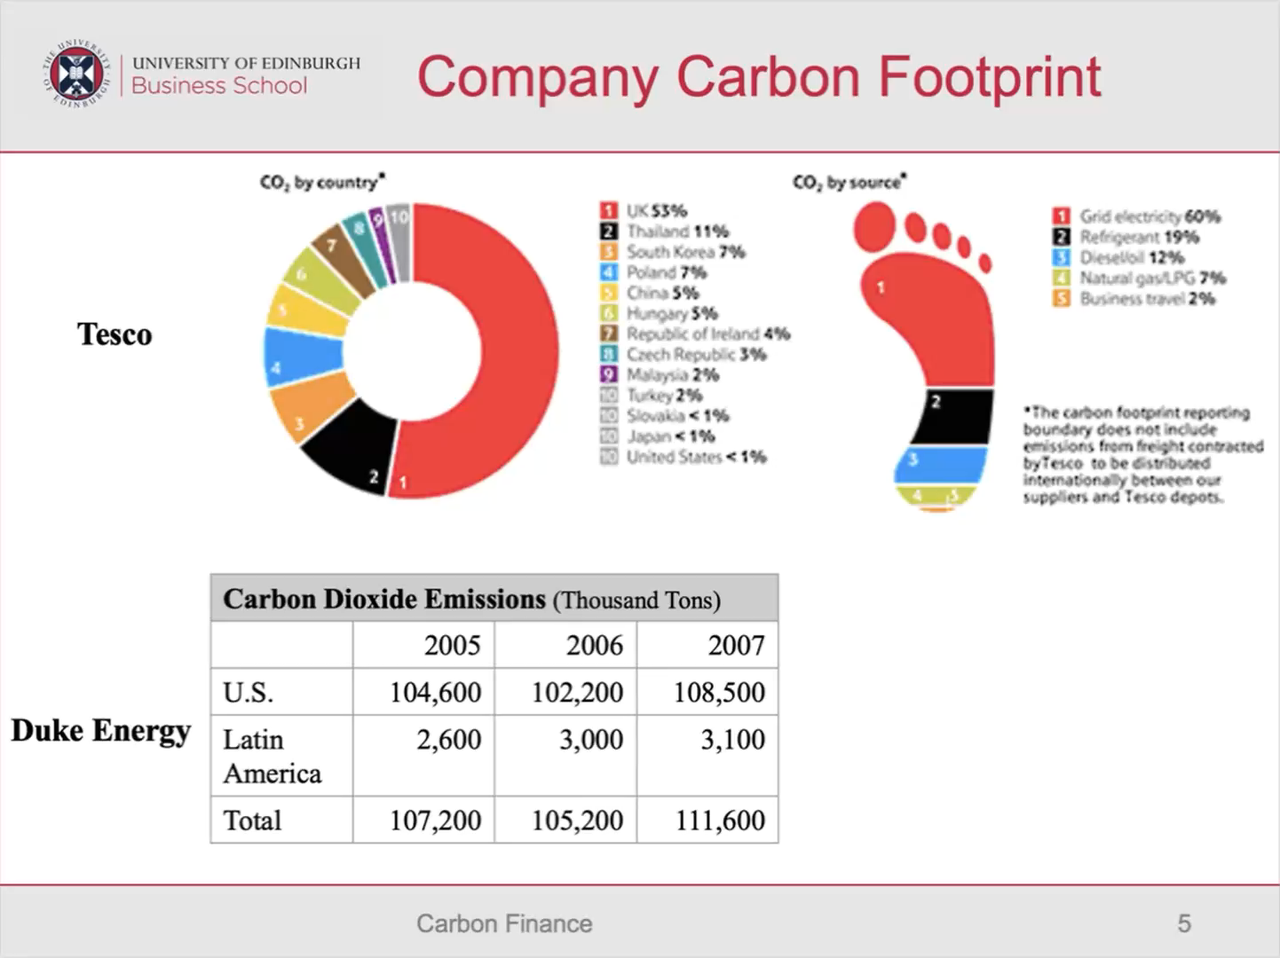 THE UNIVERSITY OF EDINBURGH
UNIVERSITY OF EDINBURGH
Business School
Company Carbon Footprint
Tesco
CO₂ by country*
10
9
8
7
6
5
4
3
2
1
1 UK 53%
2 Thailand 11%
3 South Korea 7%
4 Poland 7%
5 China 5%
6 Hungary 5%
7 Republic of Ireland 4%
8 Czech Republic 3%
9 Malaysia 2%
10 Turkey 2%
10 Slovakia < 1%
10 Japan < 1%
10 United States < 1%
CO₂ by source*
1
2
3
4 5
1 Grid electricity 60%
2 Refrigerant 19%
3 Diesel/oil 12%
4 Natural gas/LPG 7%
5 Business travel 2%
*The carbon footprint reporting
boundary does not include
emissions from freight contracted
byTesco to be distributed
internationally between our
suppliers and Tesco depots.
Duke Energy
Carbon Dioxide Emissions (Thousand Tons)
2005 2006 2007
U.S. 104,600 102,200 108,500
Latin America 2,600 3,000 3,100
Total 107,200 105,200 111,600
Carbon Finance
5